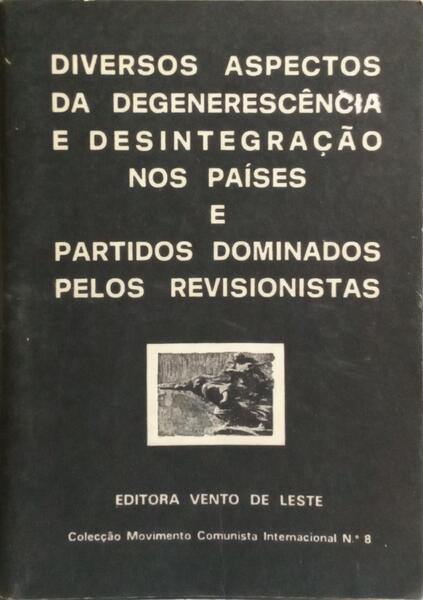 DIVERSOS ASPECTOS
DA DEGENERESCÊNCIA
E DESINTEGRAÇÃO
NOS PAÍSES
E
PARTIDOS DOMINADOS
PELOS REVISIONISTAS
EDITORA VENTO DE LESTE
Colecção Movimento Comunista Internacional N.º 8